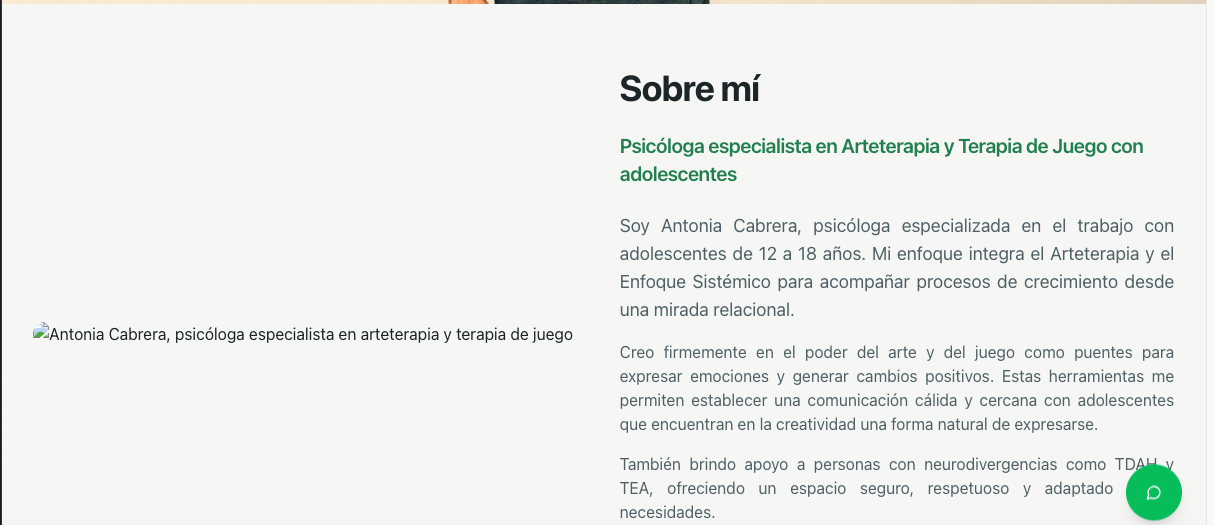 Sobre mí
Psicóloga especialista en Arteterapia y Terapia de Juego con
adolescentes
Soy Antonia Cabrera, psicóloga especializada en el trabajo con
adolescentes de 12 a 18 años. Mi enfoque integra el Arteterapia y el
Enfoque Sistémico para acompañar procesos de crecimiento desde
una mirada relacional.
Antonia Cabrera, psicóloga especialista en arteterapia y terapia de juego
Creo firmemente en el poder del arte y del juego como puentes para
expresar emociones y generar cambios positivos. Estas herramientas me
permiten establecer una comunicación cálida y cercana con adolescentes
que encuentran en la creatividad una forma natural de expresarse.
También brindo apoyo a personas con neurodivergencias como TDAH y
TEA, ofreciendo un espacio seguro, respetuoso y adaptado
necesidades.